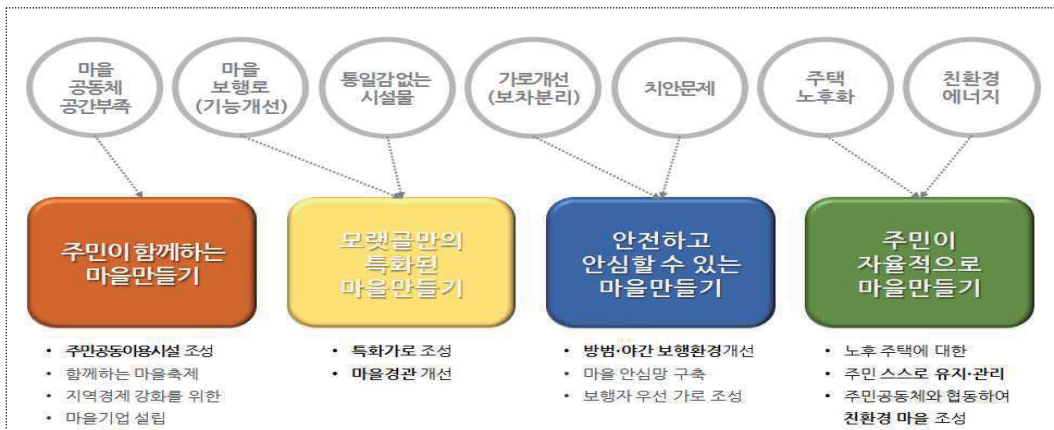 마을
공동체
공간부족
마을
보행로
(기능개선)
통일감 없는
시설물
가로개선
(보차분리)
치안문제
주택
노후화
친환경
에너지
주민이 함께하는
마을만들기
모랫골만의
특화된
마을만들기
안전하고
안심할 수 있는
마을만들기
주민이
자율적으로
마을만들기
• 주민공동이용시설 조성
• 함께하는 마을축제
• 지역경제 강화를 위한
• 마을기업 설립
• 특화가로 조성
• 마을경관 개선
• 방범·야간 보행환경개선
• 마을 안심망 구축
• 보행자 우선 가로 조성
• 노후 주택에 대한
• 주민 스스로 유지·관리
• 주민공동체와 협동하여
친환경 마을 조성